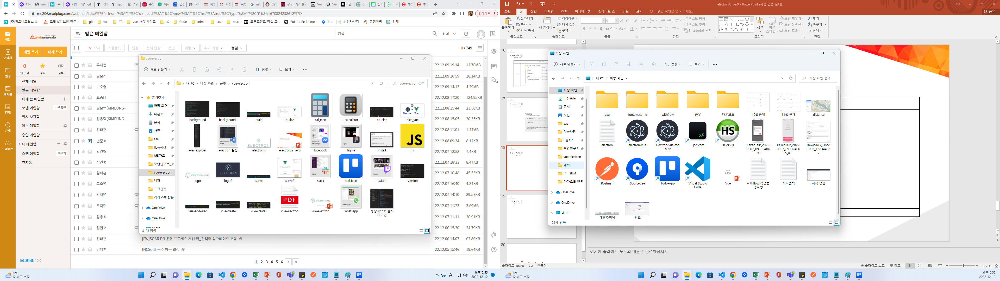 me206.mailplug.com/webmail/lists#%7B"s_fnum"%3A"1"%2C"s_mread"%3A""%2C"view"%3A""%2C"list"%3Atrue%2C"type"%3A""%2C"t"%3A1670824232612%7D
업데이트
(주)위드네트웍스 G...
토탈 ICT 보안 전문...
git
vue
TS
vue 사용 사이트
JS
Code
admin
scss
react
프론트엔드 학습 로...
Build a Real-time...
Jira
LH청약센터
동행복권
천재
메일
연락처
일정
게시판
결재
근태
드라이브
withnetworks
메일 쓰기
내게 쓰기
0
안 읽음
중요
첨부
전체 메일
받은 메일함
내게 쓴 메일함
보낸 메일함
수신 확인
임시 보관함
외부 메일함
승인 메일함
내 메일함
스팸 메일함
비우기
휴지통
491.25 MB /
받은 메일함
검색
상세
삭제
스팸등록
답장
전체 답장
전달
이동
추가 기능
정렬
0 / 749
우재현
22.12.09 19:14 12.76MB
김용식
22.12.09 16:59 18.14KB
고소영
22.12.09 14:13 4.29MB
요즘IT
22.12.08 17:30 134.95KB
김응택(KIMEUNG···
22.12.08 15:44 23.58KB
김응택(KIMEUNG···
22.12.08 15:05 20.35KB
김태훈
22.12.08 11:01 1.44MB
변준호
22.12.08 09:34 8.12KB
박건형
22.12.07 18:58 7.4KB
박건형
22.12.07 18:33 8.47KB
김태훈
22.12.07 16:48 45.53KB
고소영
22.12.07 16:40 4.34KB
박채연
22.12.07 14:10 89.57KB
우재현
22.12.07 11:23 3.69MB
김용식
22.12.07 11:11 26.91KB
김인호
22.12.06 15:30 24.79KB
김태훈
[FW]SOAR DB 운영 프로세스 개선 안_펌웨어 업그레이드 포함
22.12.06 14:07 62.86KB
김태훈
[NCSoft] 금주 방문 일정
22.12.05 15:46 19.64KB
1 2 3 4 5 6
vue-electron
새로 만들기
정렬
보기
내 PC
바탕 화면
공부
vue-electron
vue-electron 검색
즐겨찾기
바탕 화면
다운로드
문서
사진
aaa
flow사진
8월카드
보안연구소_
vue-electron
내꺼
스크린샷
카카오톡 받은
OneDrive
OneDrive
background
background2
build
built2
cal_icon
calculator
cd-elec
elce_vue
elec_exploer
electron_활용
electronjs
electronJS_ver0
facebook
figma
install
js
logo
logo2
serve
serve2
slack
trel_icon
twitch
version
vue-add-elec
vue-create
vue-create2
vue-electron
vue-electron
whatsapp
정상적으로 설치
가되면
31개 항목
0°C
대체로 흐림
오후 2:55
2022-12-12
electronJS_ver0 - PowerPoint (제품 인증 실패)
파일
홈
삽입
디자인
전환
애니메이션
슬라이드 쇼
검토
보기
수행할 작업을 알려 주세요.
공유
붙여넣기
잘라내기
복사
서식 복사
클립보드
새 슬라이드
레이아웃
다시 설정
구역
슬라이드
글꼴
텍스트 방향
텍스트 맞춤
SmartArt로 변환
단락
정렬
빠른
스타일
도형 채우기
도형 윤곽선
도형 효과
그리기
찾기
바꾸기
선택
편집
16
17
18
19
20
바탕 화면
새로 만들기
정렬
보기
내 PC
바탕 화면
바탕 화면 검색
바탕 화면
다운로드
문서
사진
aaa
flow사진
8월카드
보안연구소_
vue-electron
내꺼
스크린샷
카카오톡 받은
OneDrive
OneDrive
내 PC
aaa
fontawesome
withflow
공부
다운로드
10월근태
11월 근태
distance
electron
electron-vue
electron-vue-tod
olist
Fjolt.com
HeidiSQL
KakaoTalk_2022
0907_09132406
5
KakaoTalk_2022
0907_09132406
5_01
KakaoTalk_2022
1005_15234496
7
Postman
Sourcetree
Todo-App
Visual Studio
Code
Vue
withflow 작업변
경사항
시도선택
제목 없음
태훈주임님
팀즈
26개 항목
여기에 슬라이드 노트의 내용을 입력하십시오
슬라이드 18/20
한국어
슬라이드 노트
메모
127 %
0°C
대체로 흐림
오후 2:55
2022-12-12